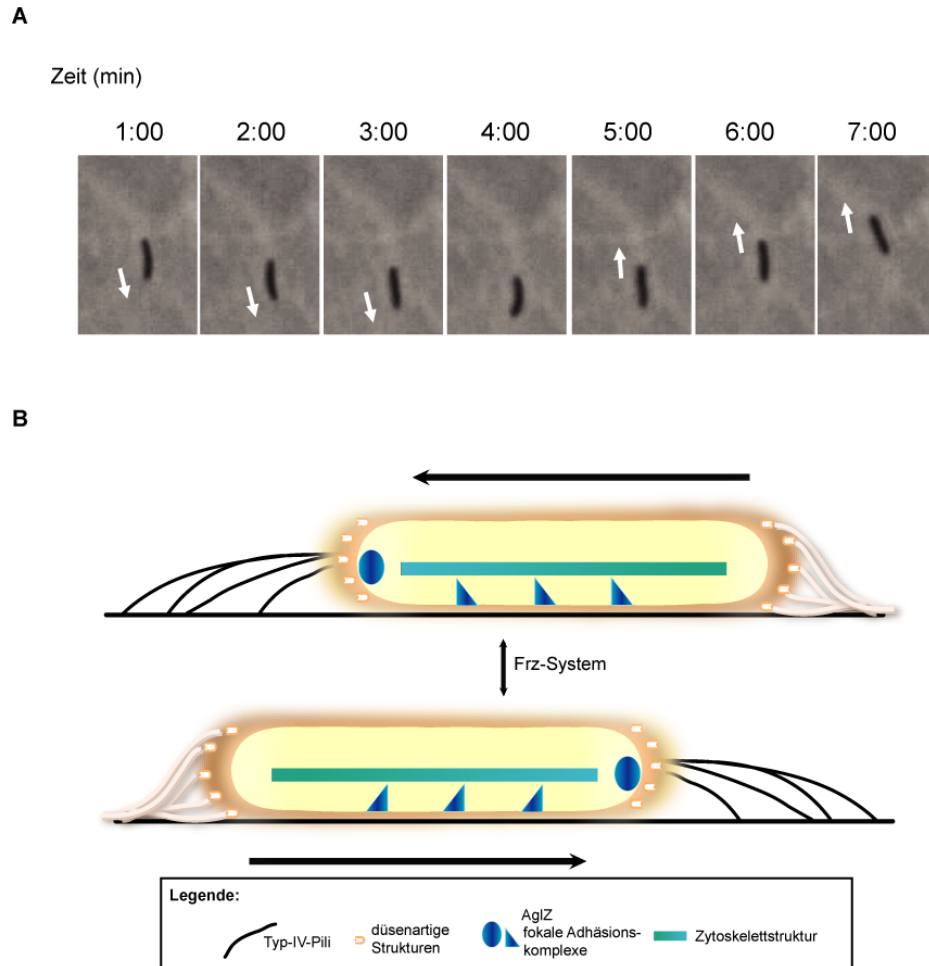 A
Zeit (min)
1:00 2:00 3:00 4:00 5:00 6:00 7:00
B
Frz-System
Legende:
Typ-IV-Pili
düsenartige
Strukturen
AglZ
fokale Adhäsions-
komplexe
Zytoskelettstruktur